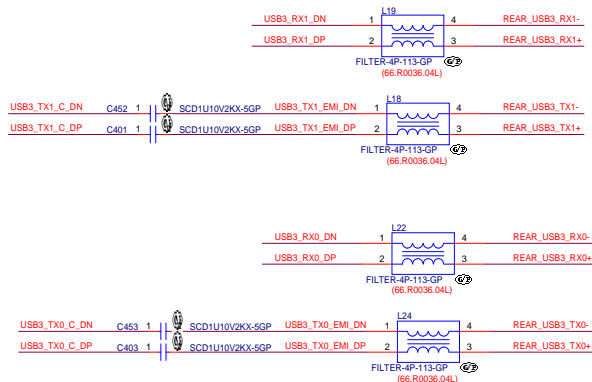 L19
USB3_RX1_DN 1 4 REAR_USB3_RX1-
USB3_RX1_DP 2 3 REAR_USB3_RX1+
FILTER-4P-113-GP G/P
(66.R0036.04L)
L18
USB3_TX1_C_DN C452 1 SCD1U10V2KX-5GP USB3_TX1_EMI_DN 1 4 REAR_USB3_TX1-
USB3_TX1_C_DP C401 1 SCD1U10V2KX-5GP USB3_TX1_EMI_DP 2 3 REAR_USB3_TX1+
FILTER-4P-113-GP G/P
(66.R0036.04L)
L22
USB3_RX0_DN 1 4 REAR_USB3_RX0-
USB3_RX0_DP 2 3 REAR_USB3_RX0+
FILTER-4P-113-GP G/P
(66.R0036.04L)
L24
USB3_TX0_C_DN C453 1 SCD1U10V2KX-5GP USB3_TX0_EMI_DN 1 4 REAR_USB3_TX0-
USB3_TX0_C_DP C403 1 SCD1U10V2KX-5GP USB3_TX0_EMI_DP 2 3 REAR_USB3_TX0+
FILTER-4P-113-GP G/P
(66.R0036.04L)